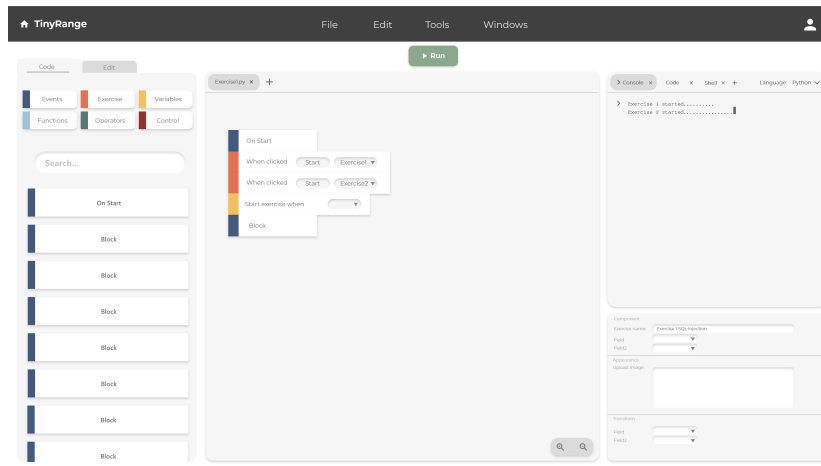 TinyRange
File Edit Tools Windows
Run
Code Edit
Events Exercise Variables
Functions Operators Control
Search...
On Start
Block
Block
Block
Block
Block
Block
Block
Exercise1.py × +
On Start
When clicked Start Exercise1
When clicked Start Exercise2
Start exercise when
Block
Console × Code × Shell × + Language: Python
Exercise 1 started..........
Exercise 2 started................
Component
Exercise name: Exercise 1 SQL Injection
Field
Field2
Appearance
Upload Image:
Field
Field2